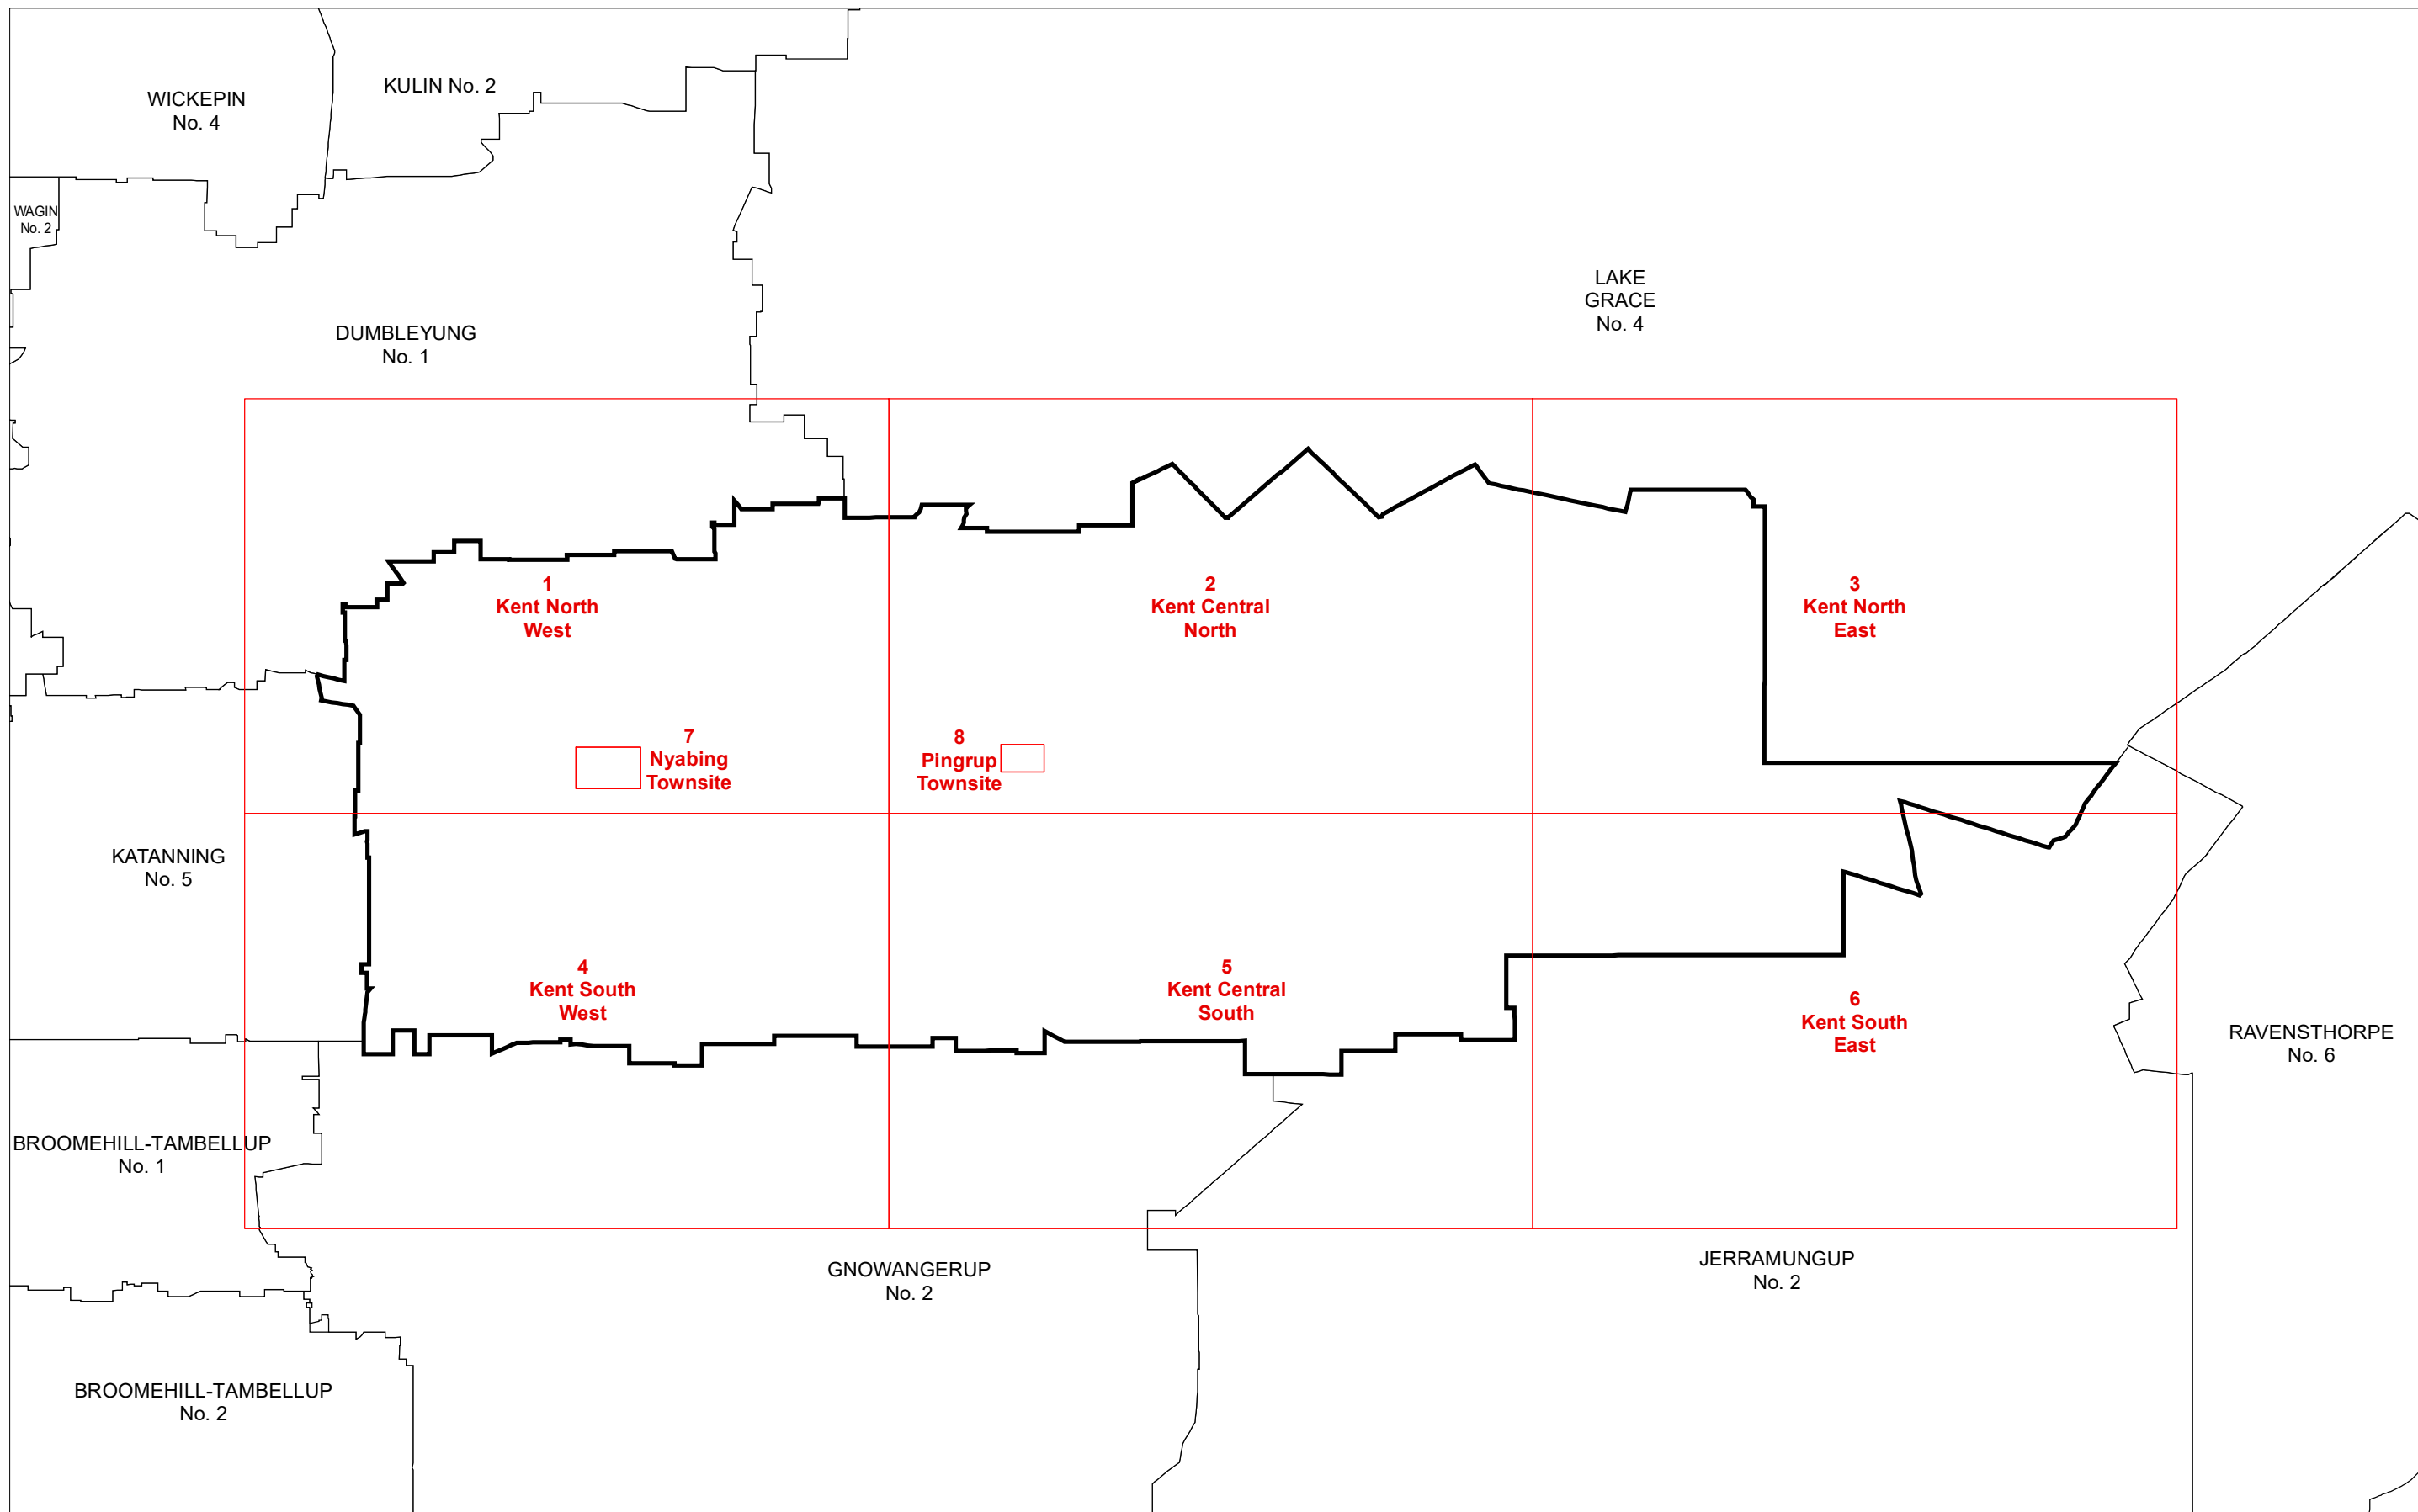 KULIN No. 2
WICKEPIN
No. 4
WAGIN
No. 2
LAKE
GRACE
No. 4
DUMBLEYUNG
No. 1
1
Kent North
West
2
Kent Central
North
3
Kent North
East
7
Nyabing
Townsite
8
Pingrup
Townsite
KATANNING
No. 5
4
Kent South
West
5
Kent Central
South
6
Kent South
East
RAVENSTHORPE
No. 6
BROOMEHILL-TAMBELLUP
No. 1
GNOWANGERUP
No. 2
JERRAMUNGUP
No. 2
BROOMEHILL-TAMBELLUP
No. 2